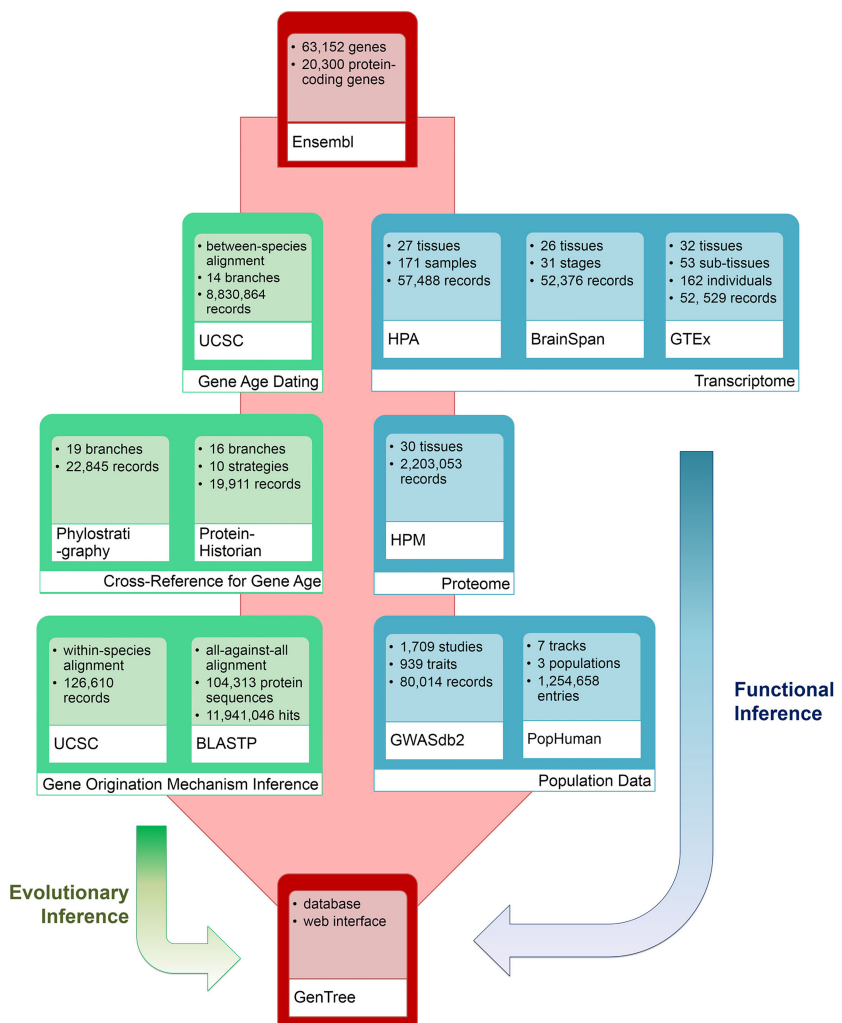 • 63,152 genes
• 20,300 protein-
coding genes
Ensembl
• between-species
alignment
• 14 branches
• 8,830,864
records
UCSC
Gene Age Dating
• 27 tissues
• 171 samples
• 57,488 records
HPA
• 26 tissues
• 31 stages
• 52,376 records
BrainSpan
• 32 tissues
• 53 sub-tissues
• 162 individuals
• 52, 529 records
GTEx
Transcriptome
• 19 branches
• 22,845 records
Phylostrati
-graphy
• 16 branches
• 10 strategies
• 19,911 records
Protein-
Historian
Cross-Reference for Gene Age
• 30 tissues
• 2,203,053
records
HPM
Proteome
• within-species
alignment
• 126,610
records
UCSC
• all-against-all
alignment
• 104,313 protein
sequences
• 11,941,046 hits
BLASTP
Gene Origination Mechanism Inference
• 1,709 studies
• 939 traits
• 80,014 records
GWASdb2
• 7 tracks
• 3 populations
• 1,254,658
entries
PopHuman
Population Data
Functional
Inference
Evolutionary
Inference
• database
• web interface
GenTree